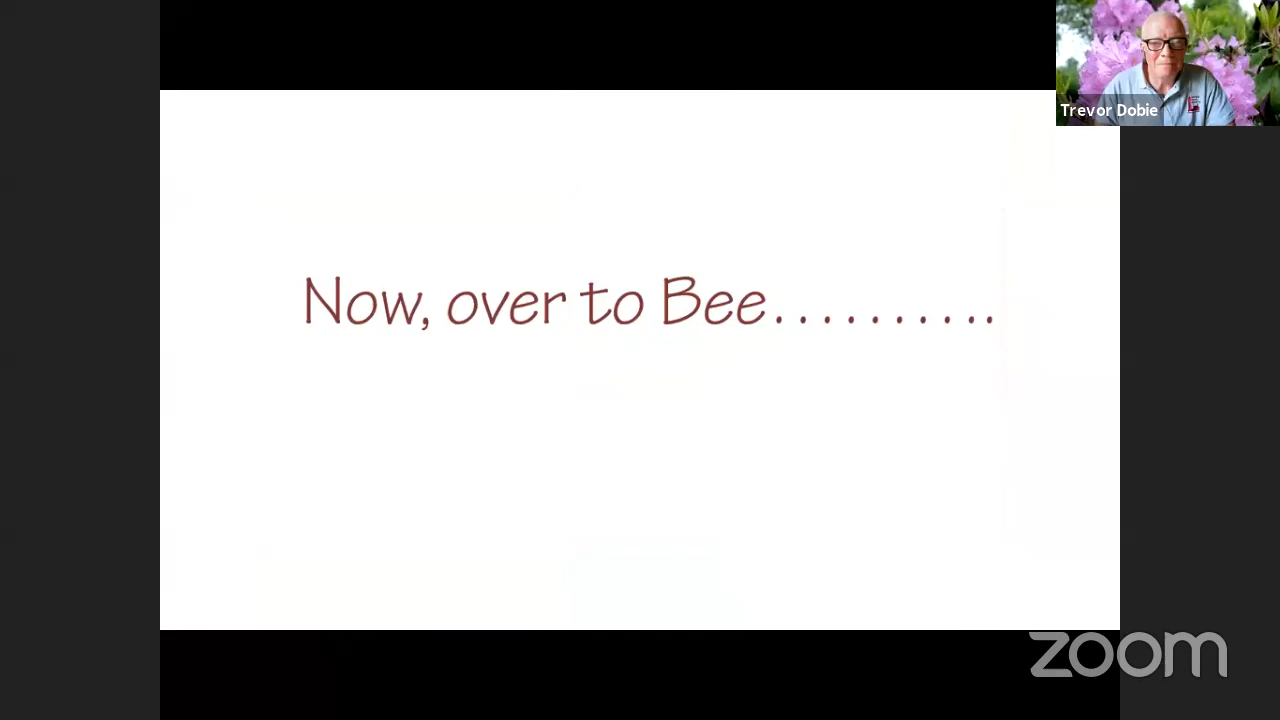 Trevor Dobie
Now, over to Bee..........
zoom